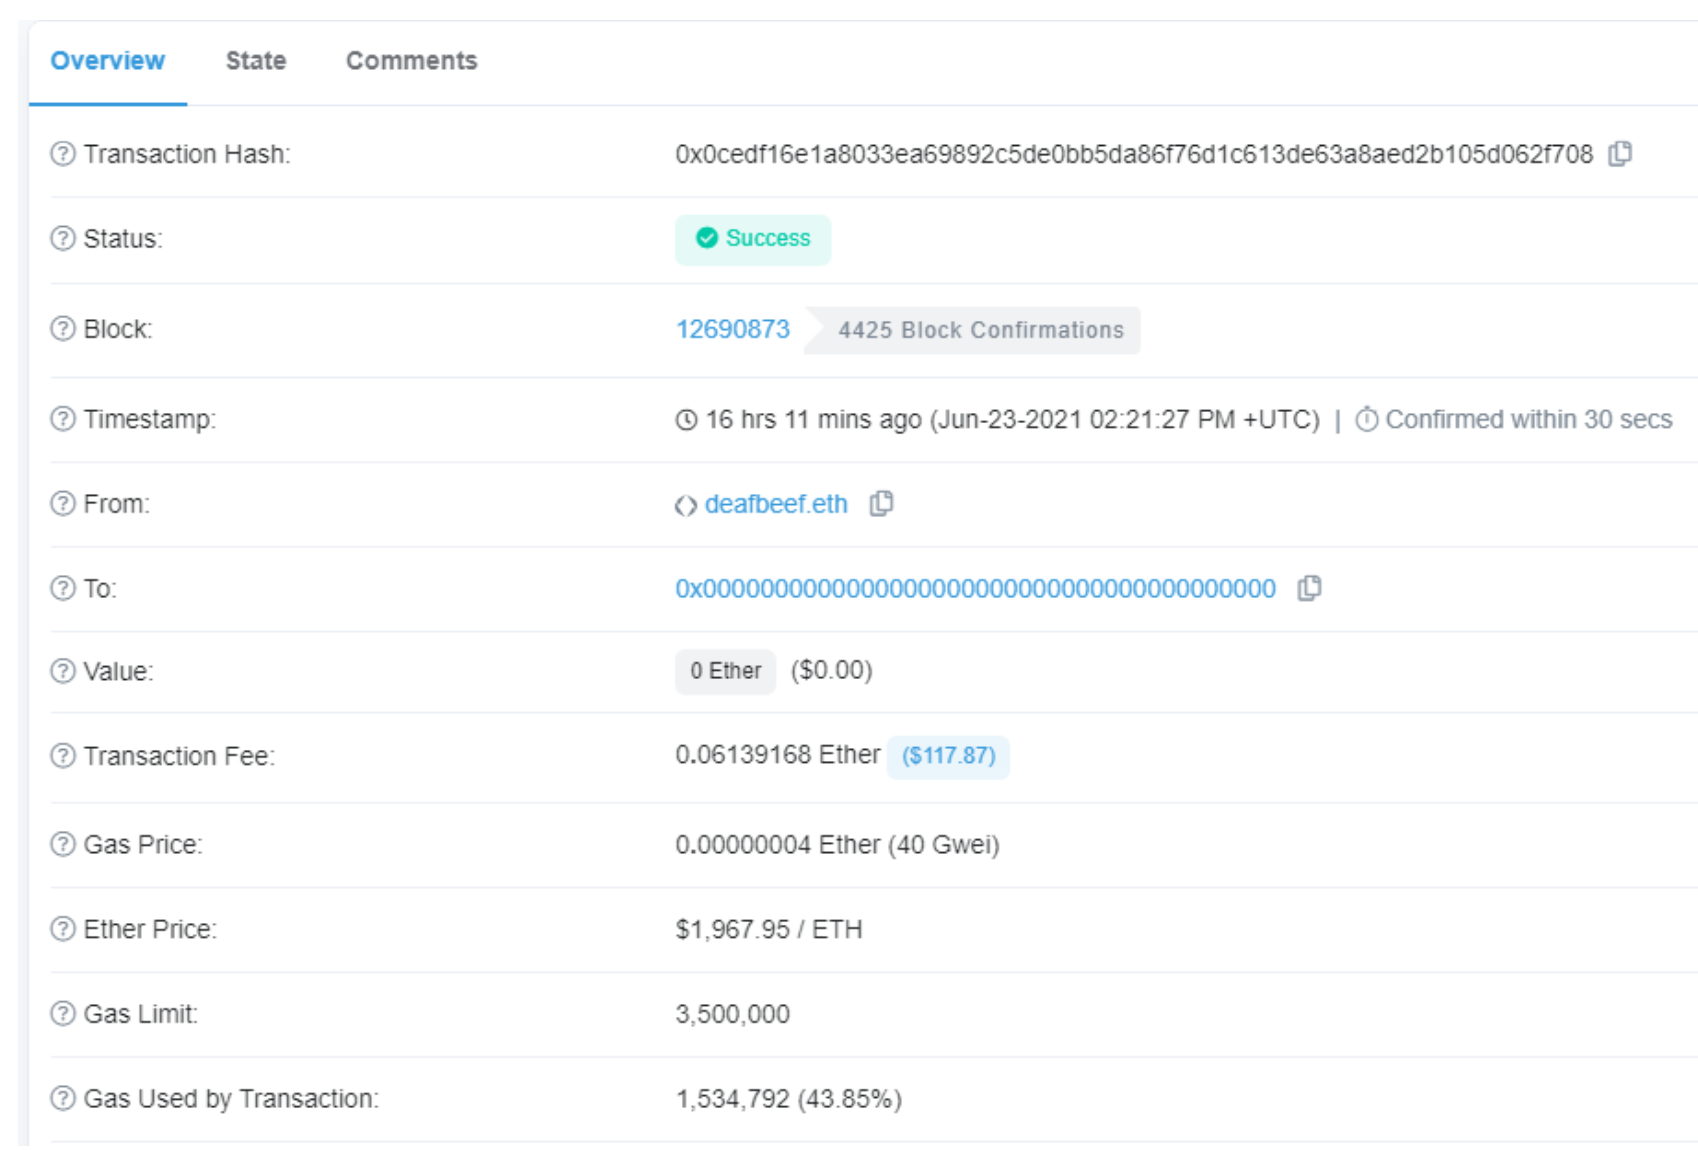 Overview State Comments
Transaction Hash: 0x0cedf16e1a8033ea69892c5de0bb5da86f76d1c613de63a8aed2b105d062f708
Status: Success
Block: 12690873 4425 Block Confirmations
Timestamp: 16 hrs 11 mins ago (Jun-23-2021 02:21:27 PM +UTC) | Confirmed within 30 secs
From: deafbeef.eth
To: 0x0000000000000000000000000000000000000000
Value: 0 Ether ($0.00)
Transaction Fee: 0.06139168 Ether ($117.87)
Gas Price: 0.00000004 Ether (40 Gwei)
Ether Price: $1,967.95 / ETH
Gas Limit: 3,500,000
Gas Used by Transaction: 1,534,792 (43.85%)